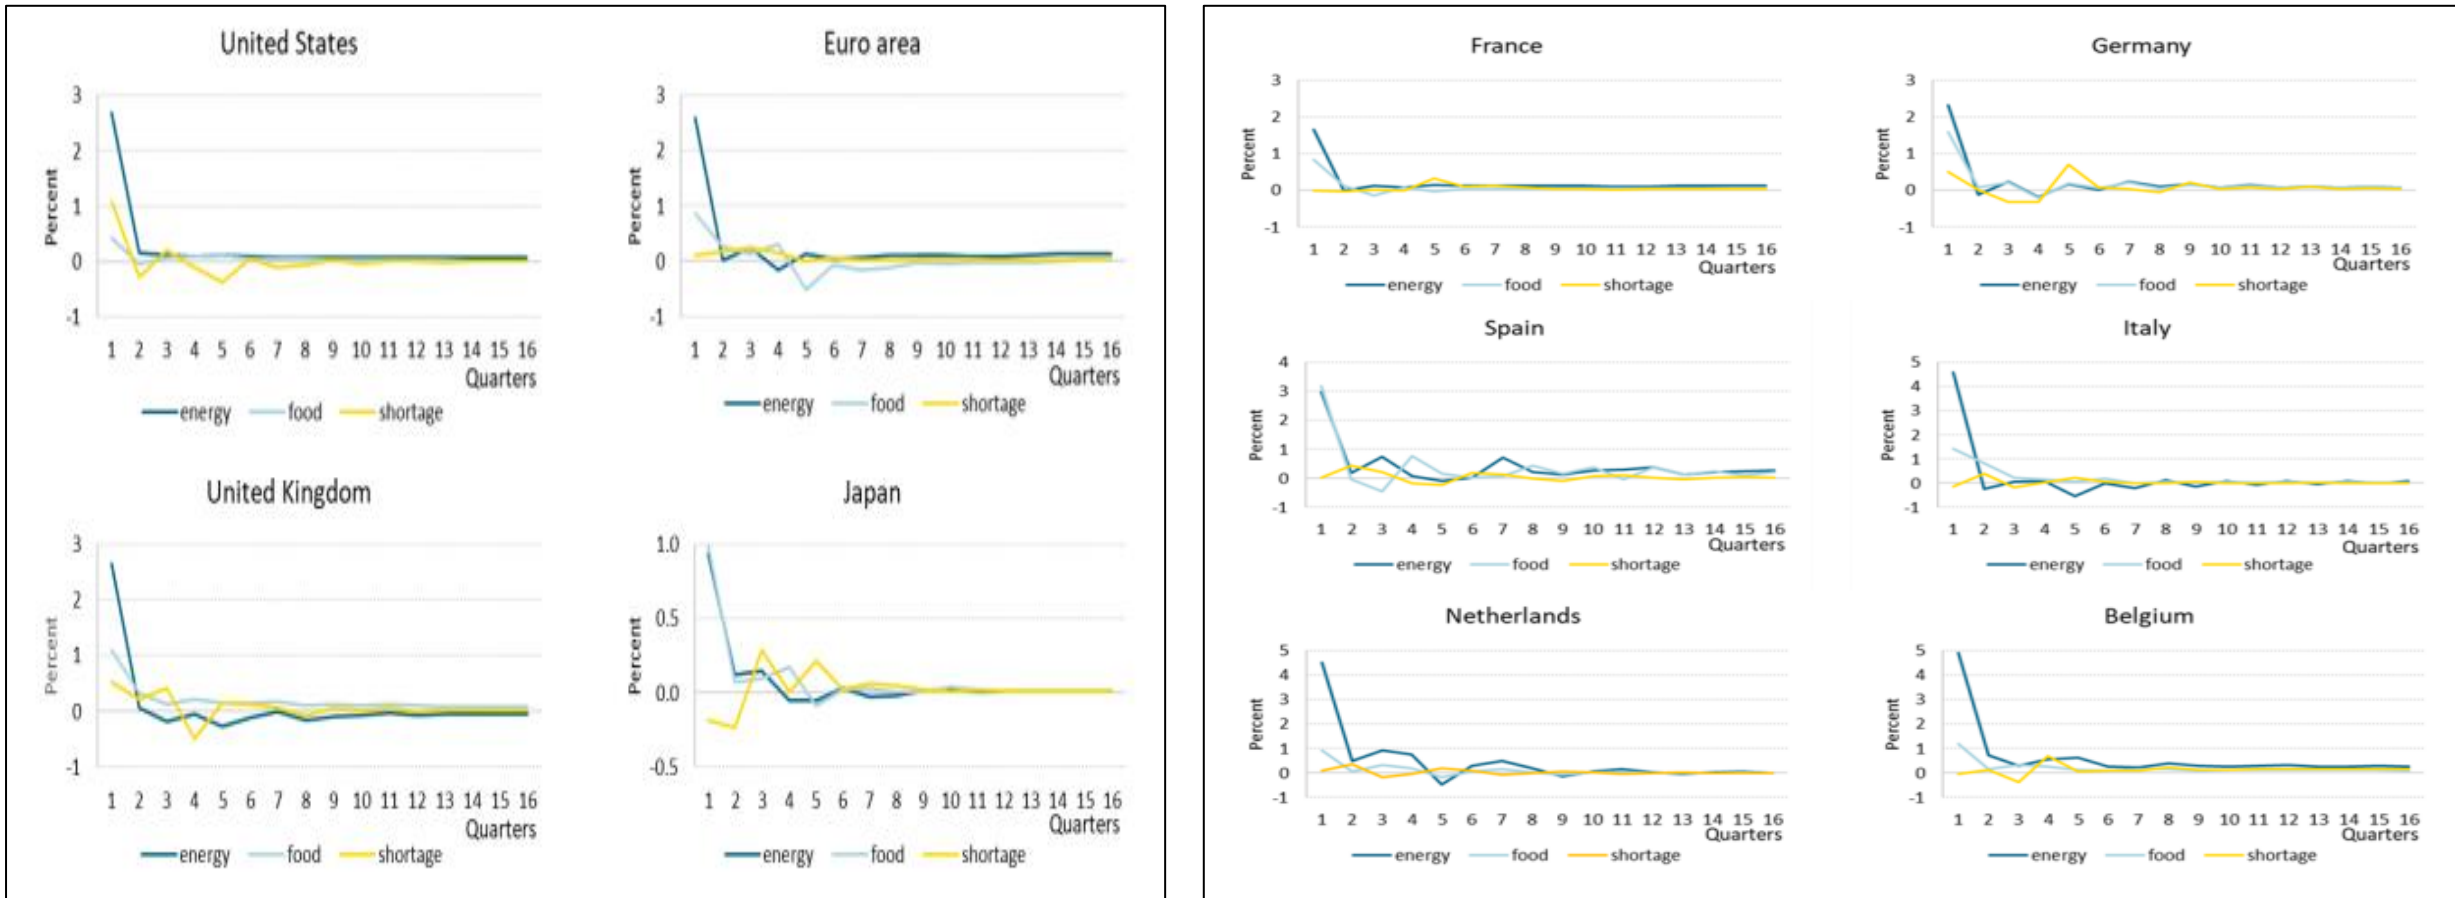 United States
Percent
3
2
1
0
-1
1 2 3 4 5 6 7 8 9 10 11 12 13 14 15 16
Quarters
energy food shortage
Euro area
Percent
3
2
1
0
-1
1 2 3 4 5 6 7 8 9 10 11 12 13 14 15 16
Quarters
energy food shortage
United Kingdom
Percent
3
2
1
0
-1
1 2 3 4 5 6 7 8 9 10 11 12 13 14 15 16
Quarters
energy food shortage
Japan
Percent
1.0
0.5
0.0
-0.5
1 2 3 4 5 6 7 8 9 10 11 12 13 14 15 16
Quarters
energy food shortage
France
Percent
3
2
1
0
-1
1 2 3 4 5 6 7 8 9 10 11 12 13 14 15 16
Quarters
energy food shortage
Germany
Percent
3
2
1
0
-1
1 2 3 4 5 6 7 8 9 10 11 12 13 14 15 16
Quarters
energy food shortage
Spain
Percent
4
3
2
1
0
-1
1 2 3 4 5 6 7 8 9 10 11 12 13 14 15 16
Quarters
energy food shortage
Italy
Percent
5
4
3
2
1
0
-1
1 2 3 4 5 6 7 8 9 10 11 12 13 14 15 16
Quarters
energy food shortage
Netherlands
Percent
5
4
3
2
1
0
-1
1 2 3 4 5 6 7 8 9 10 11 12 13 14 15 16
Quarters
energy food shortage
Belgium
Percent
5
4
3
2
1
0
-1
1 2 3 4 5 6 7 8 9 10 11 12 13 14 15 16
Quarters
energy food shortage